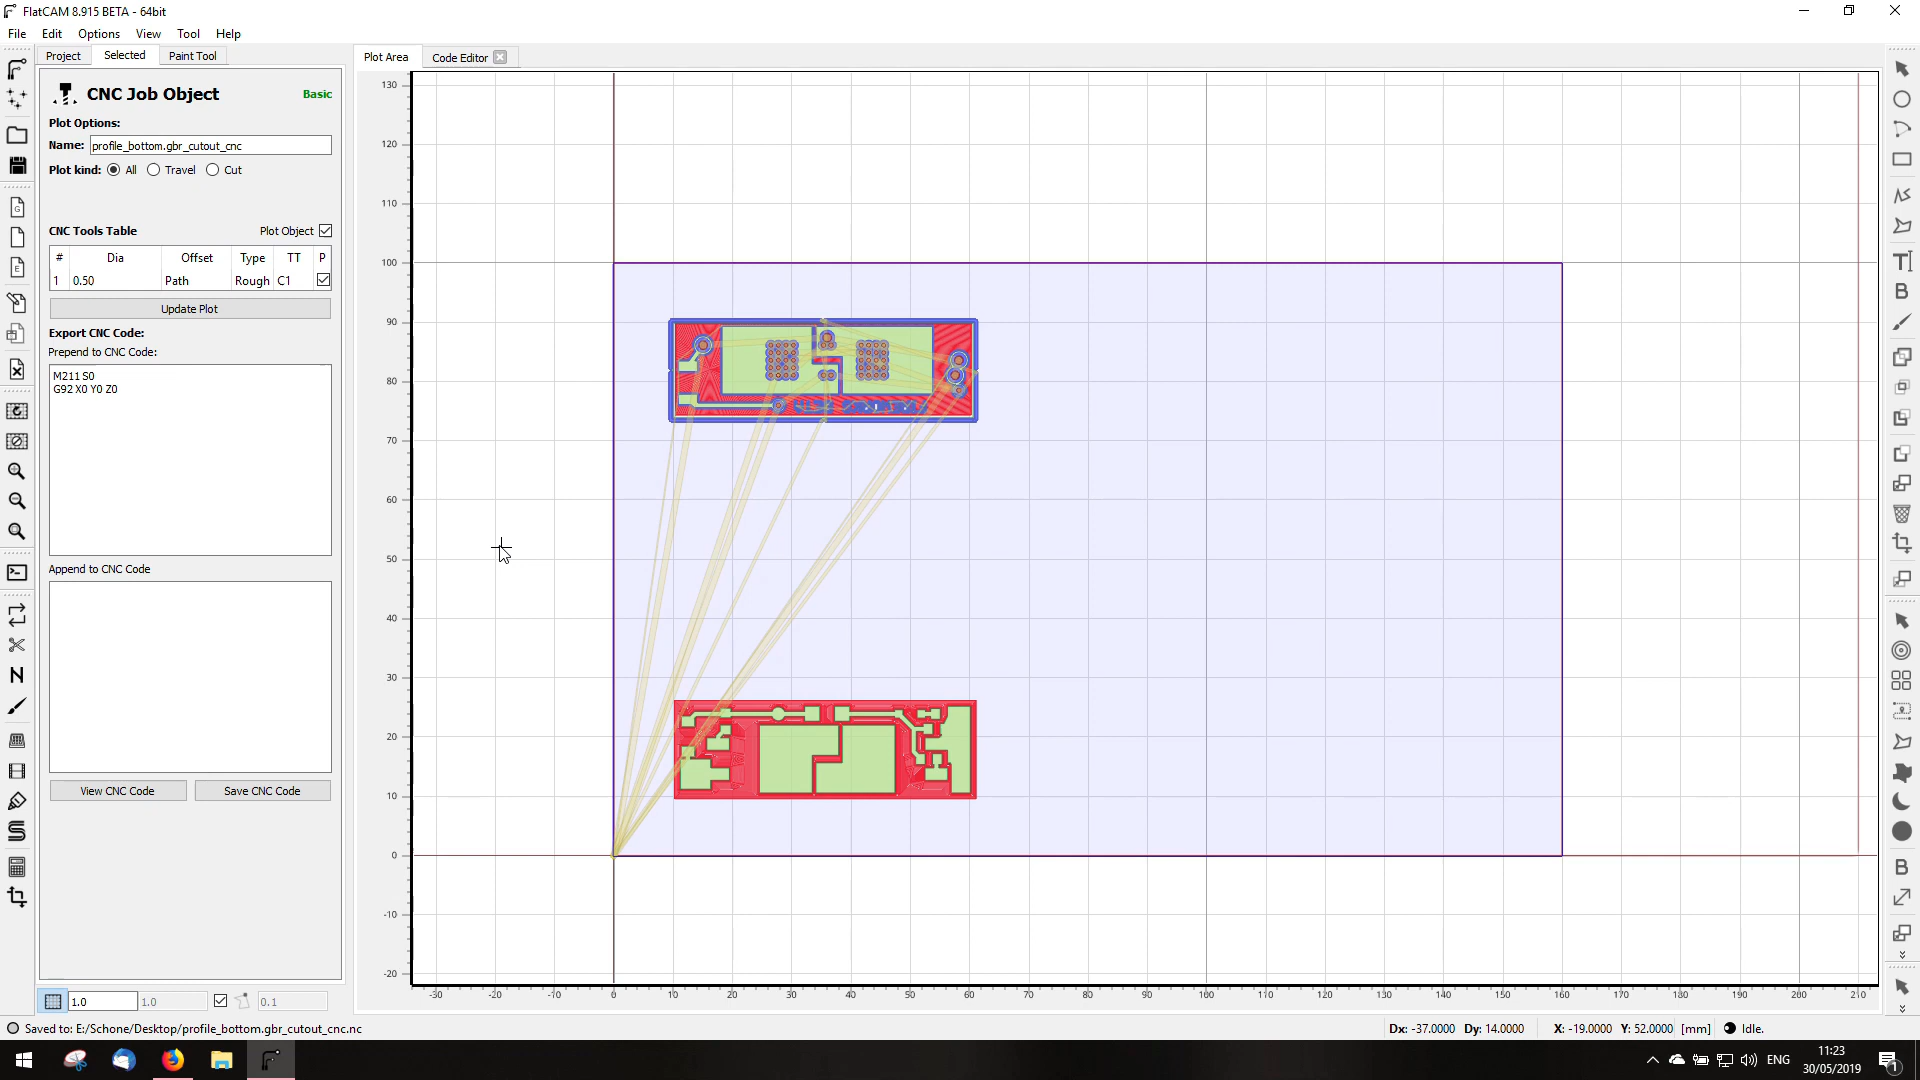 FlatCAM 8.915 BETA - 64bit
File Edit Options View Tool Help
Project Selected Paint Tool
Plot Area Code Editor
CNC Job Object Basic
Plot Options:
Name: profile_bottom.gbr_cutout_cnc
Plot kind: All Travel Cut
CNC Tools Table Plot Object
# Dia Offset Type TT P
1 0.50 Path Rough C1
Update Plot
Export CNC Code:
Prepend to CNC Code:
M211 S0
G92 X0 Y0 Z0
Append to CNC Code
View CNC Code Save CNC Code
130
120
110
100
90
80
70
60
50
40
30
20
10
0
-10
-20
-30 -20 -10 0 10 20 30 40 50 60 70 80 90 100 110 120 130 140 150 160 170 180 190 200 210
1.0 1.0 0.1
Saved to: E:/Schone/Desktop/profile_bottom.gbr_cutout_cnc.nc
Dx: -37.0000 Dy: 14.0000 X: -19.0000 Y: 52.0000 [mm] Idle.
ENG
11:23
30/05/2019
1